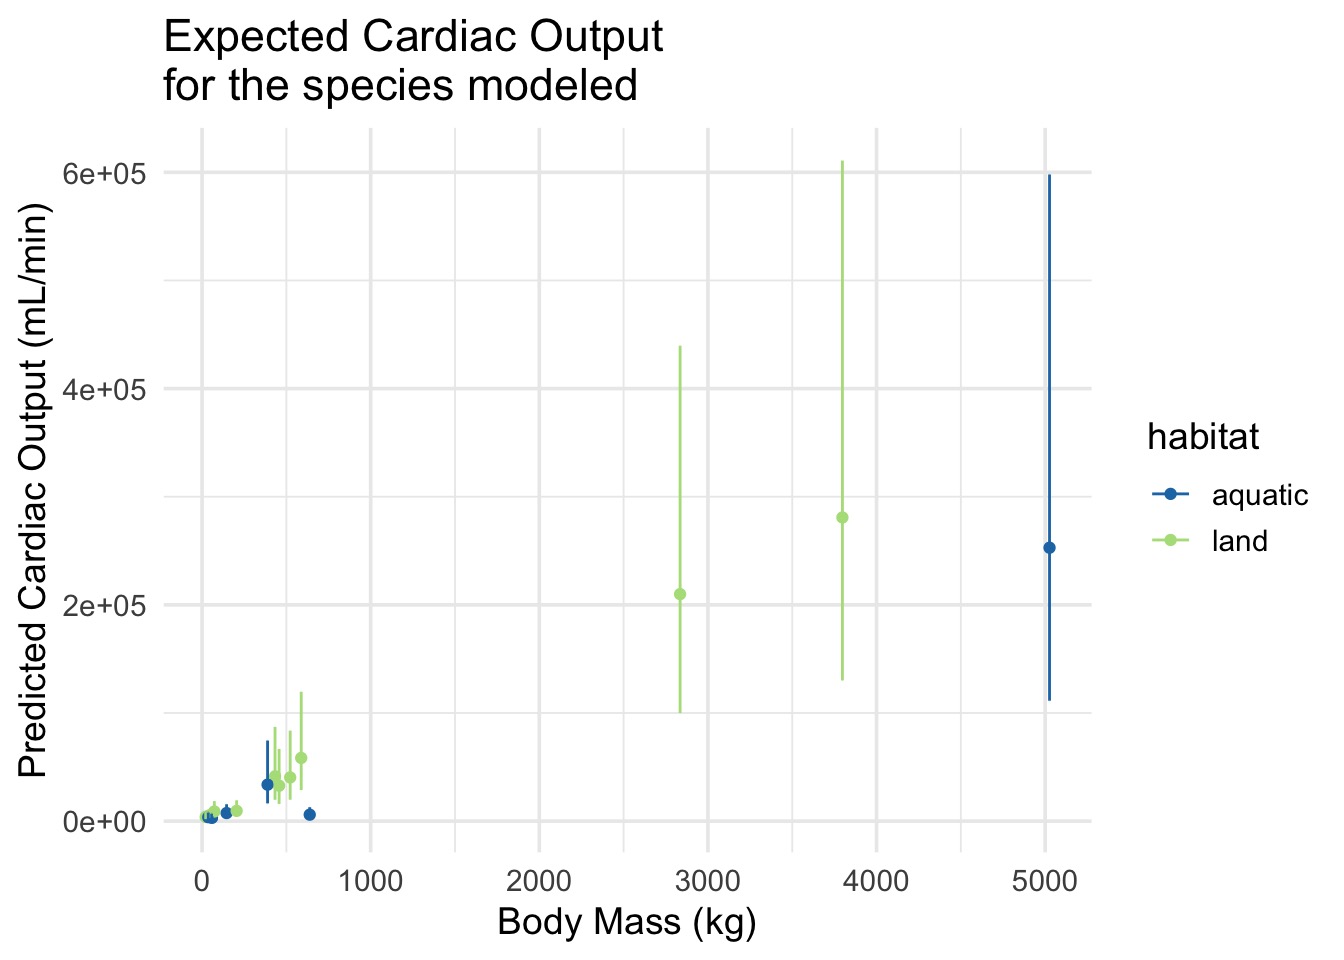 Expected Cardiac Output
for the species modeled
Predicted Cardiac Output (mL/min)
6e+05
4e+05
2e+05
0e+00
0 1000 2000 3000 4000 5000
Body Mass (kg)
habitat
aquatic
land